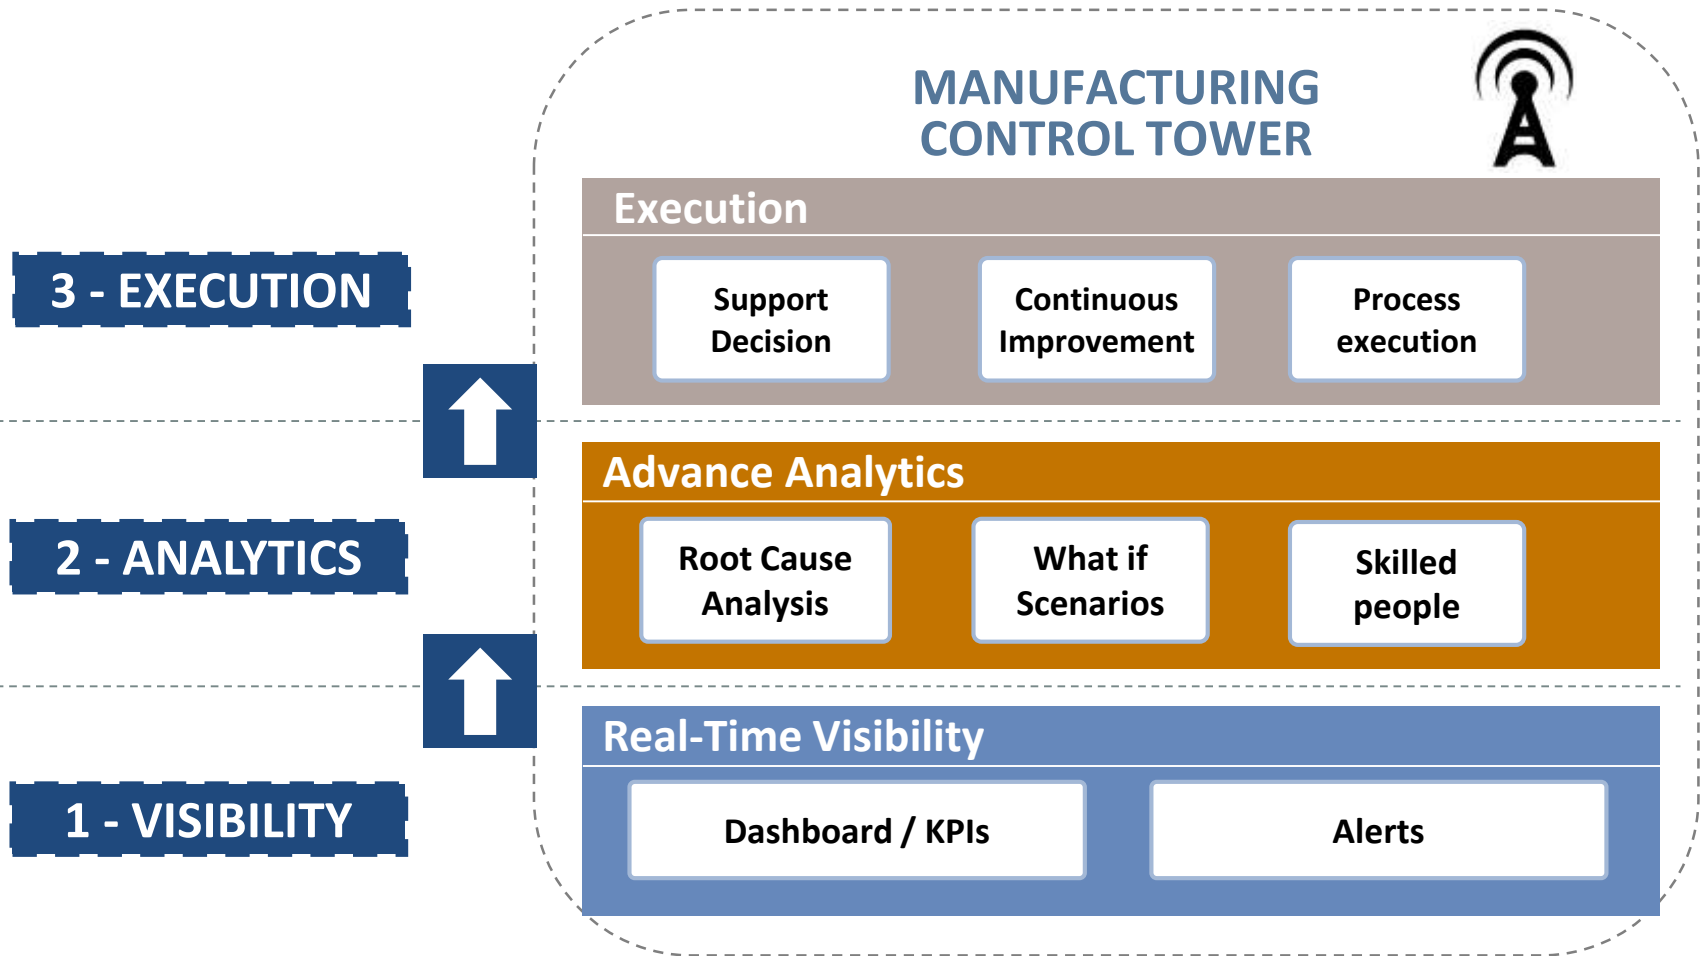 MANUFACTURING
CONTROL TOWER
3 - EXECUTION
Execution
Support
Decision
Continuous
Improvement
Process
execution
2 - ANALYTICS
Advance Analytics
Root Cause
Analysis
What if
Scenarios
Skilled
people
1 - VISIBILITY
Real-Time Visibility
Dashboard / KPIs
Alerts